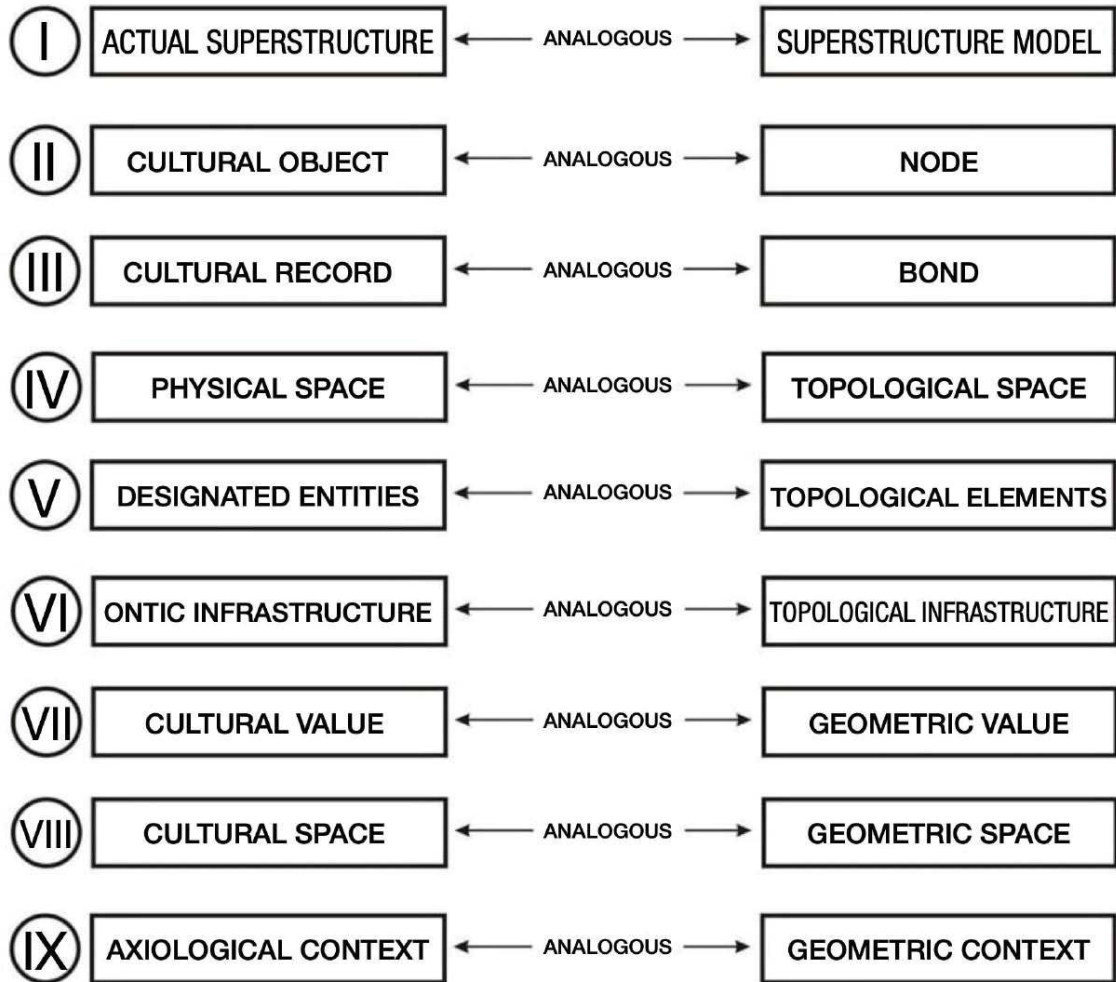 I ACTUAL SUPERSTRUCTURE ANALOGOUS SUPERSTRUCTURE MODEL
II CULTURAL OBJECT ANALOGOUS NODE
III CULTURAL RECORD ANALOGOUS BOND
IV PHYSICAL SPACE ANALOGOUS TOPOLOGICAL SPACE
V DESIGNATED ENTITIES ANALOGOUS TOPOLOGICAL ELEMENTS
VI ONTIC INFRASTRUCTURE ANALOGOUS TOPOLOGICAL INFRASTRUCTURE
VII CULTURAL VALUE ANALOGOUS GEOMETRIC VALUE
VIII CULTURAL SPACE ANALOGOUS GEOMETRIC SPACE
IX AXIOLOGICAL CONTEXT ANALOGOUS GEOMETRIC CONTEXT